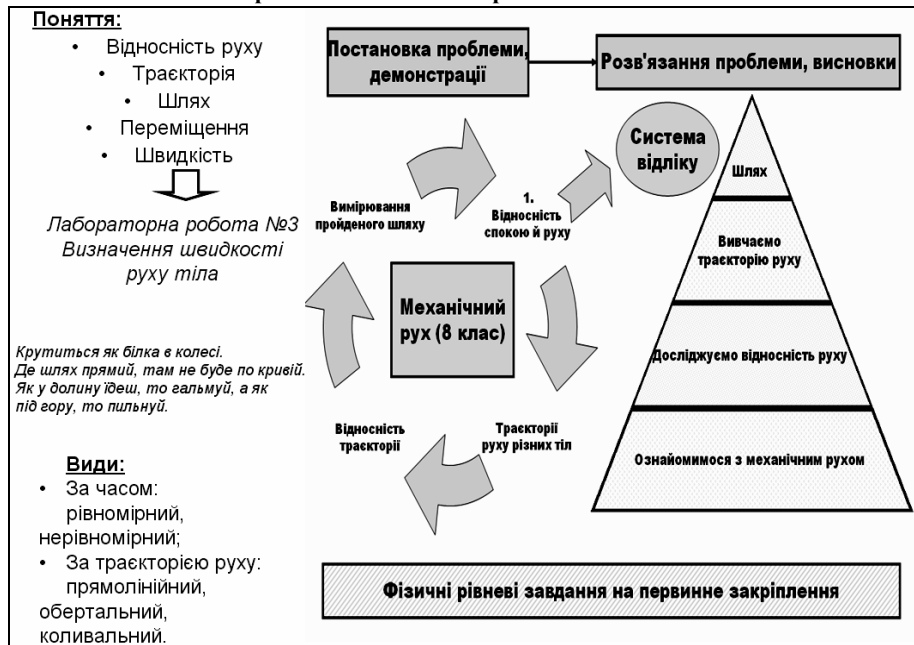 Поняття:
• Відносність руху
• Траєкторія
• Шлях
• Переміщення
• Швидкість
Лабораторна робота №3
Визначення швидкості
руху тіла
Крутиться як білка в колесі.
Де шлях прямий, там не буде по кривій.
Як у долину їдеш, то гальмуй, а як
під гору, то пильнуй.
Види:
• За часом:
рівномірний,
нерівномірний;
• За траєкторією руху:
прямолінійний,
обертальний,
коливальний.
Постановка проблеми,
демонстрації
Розв'язання проблеми, висновки
Система
відліку
Вимірювання
пройденого шляху
1.
Відносність
спокою й руху
Механічний
рух (8 клас)
Відносність
траєкторії
Траєкторії
руху різних тіл
Шлях
Вивчаємо
траєкторію руху
Досліджуємо відносність руху
Ознайомимося з механічним рухом
Фізичні рівневі завдання на первинне закріплення